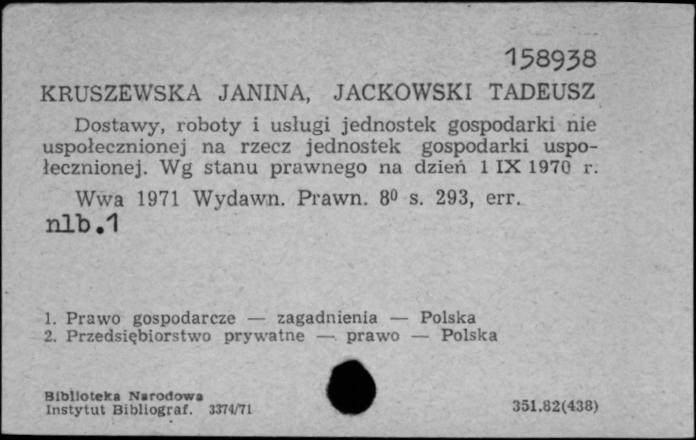 158938
KRUSZEWSKA JANINA, JACKOWSKI TADEUSZ
Dostawy, roboty i usługi jednostek gospodarki nie
uspołecznionej na rzecz jednostek gospodarki uspo-
łecznionej. Wg stanu prawnego na dzień 1 IX 1970 r.
Wwa 1971 Wydawn. Prawn. 8⁰ s. 293, err.
nlb.1
1. Prawo gospodarcze — zagadnienia — Polska
2. Przedsiębiorstwo prywatne — prawo — Polska
Biblioteka Narodowa
Instytut Bibliograf. 3374/71
351.82(438)